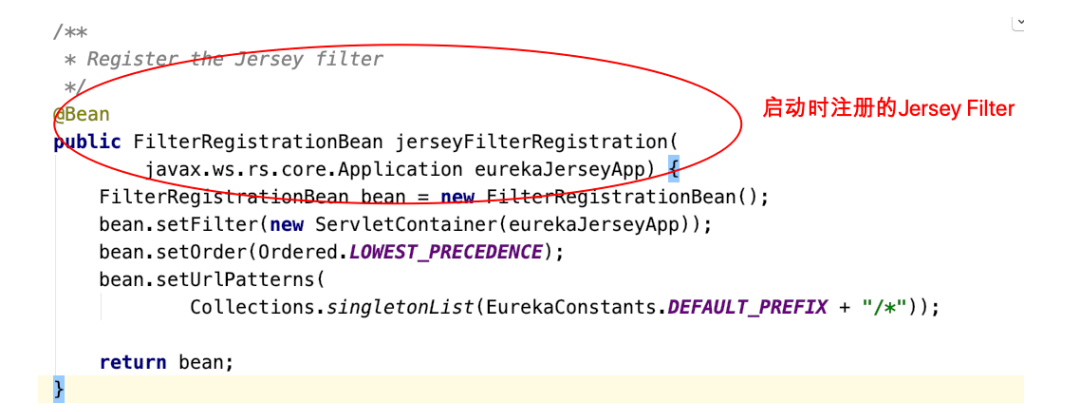 /**
* Register the Jersey filter
*/
@Bean
启动时注册的Jersey Filter
public FilterRegistrationBean jerseyFilterRegistration(
javax.ws.rs.core.Application eurekaJerseyApp) {
FilterRegistrationBean bean = new FilterRegistrationBean();
bean.setFilter(new ServletContainer(eurekaJerseyApp));
bean.setOrder(Ordered.LOWEST_PRECEDENCE);
bean.setUrlPatterns(
Collections.singletonList(EurekaConstants.DEFAULT_PREFIX + "/*"));
return bean;
}